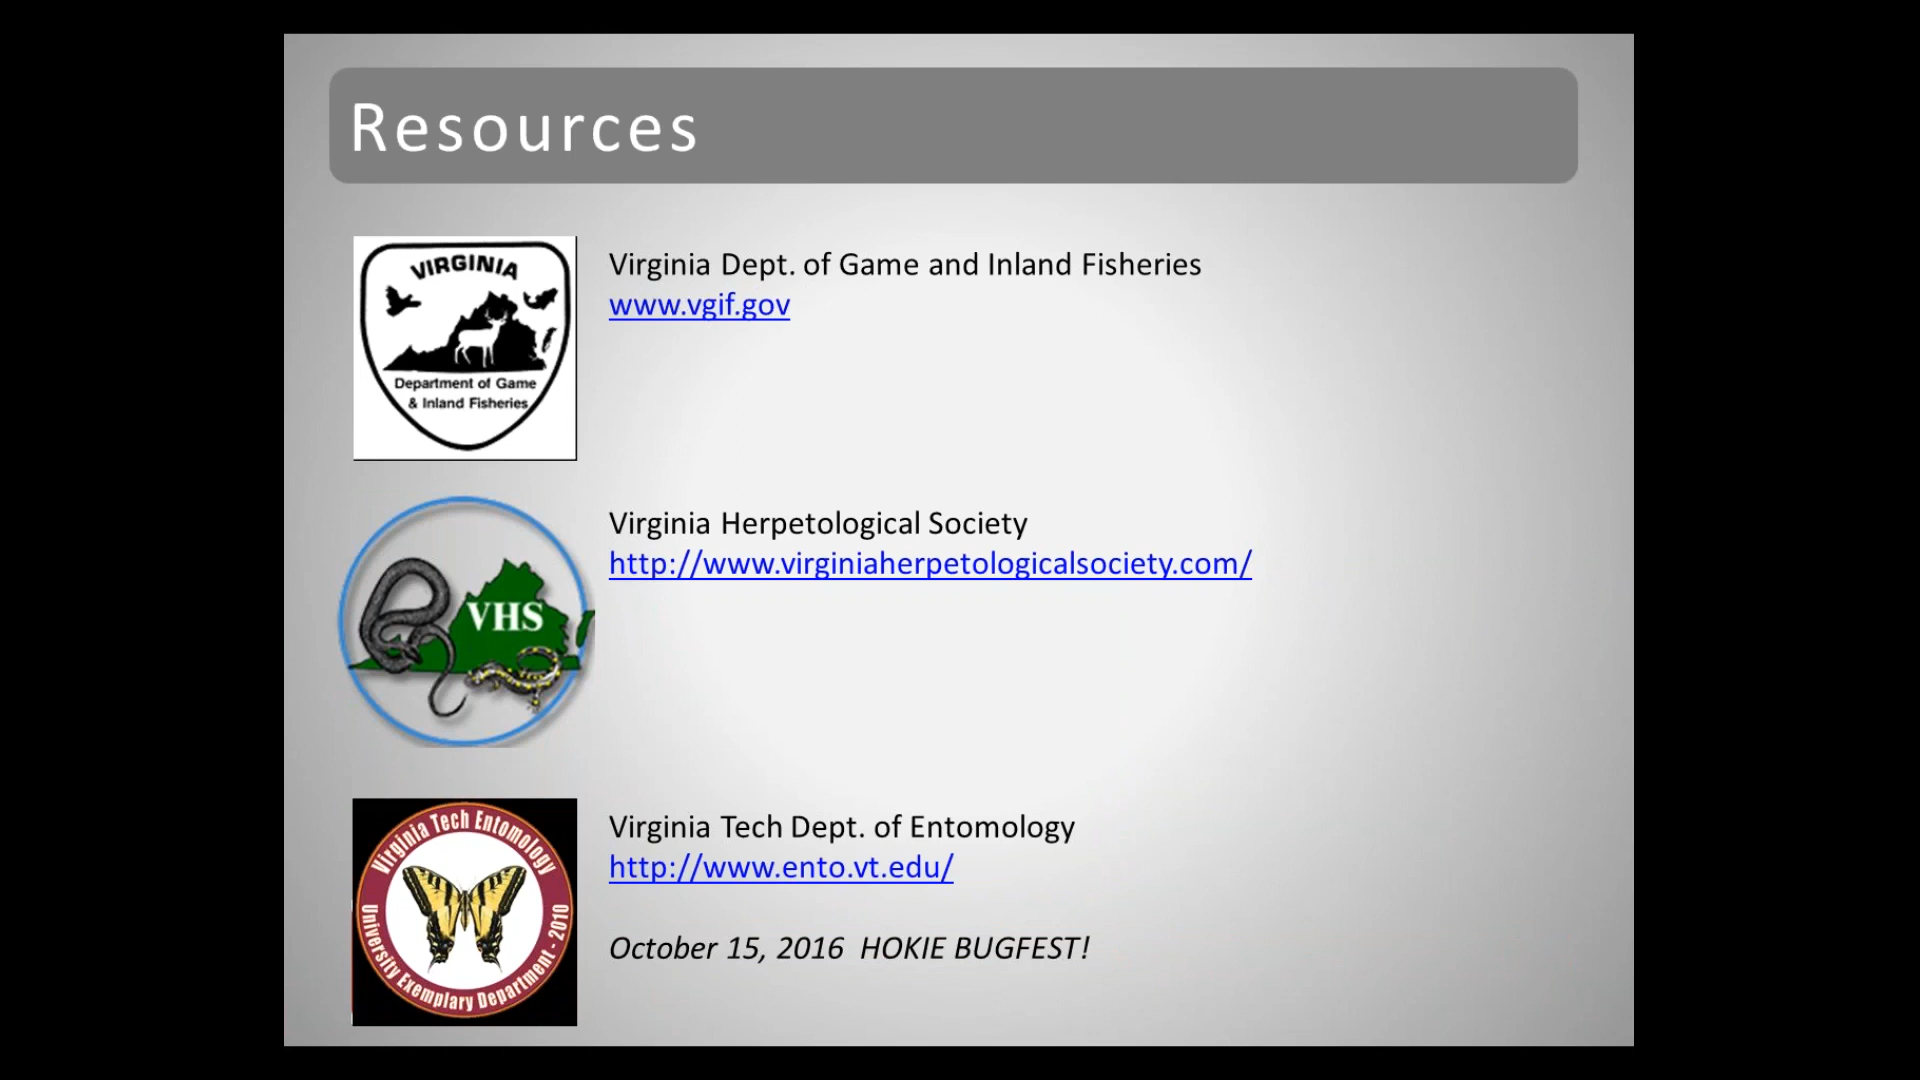 Resources
VIRGINIA
Department of Game
& Inland Fisheries
Virginia Dept. of Game and Inland Fisheries
www.vgif.gov
VHS
Virginia Herpetological Society
http://www.virginiaherpetologicalsociety.com/
Virginia Tech Entomology
University Exemplary Department - 2010
Virginia Tech Dept. of Entomology
http://www.ento.vt.edu/
October 15, 2016 HOKIE BUGFEST!